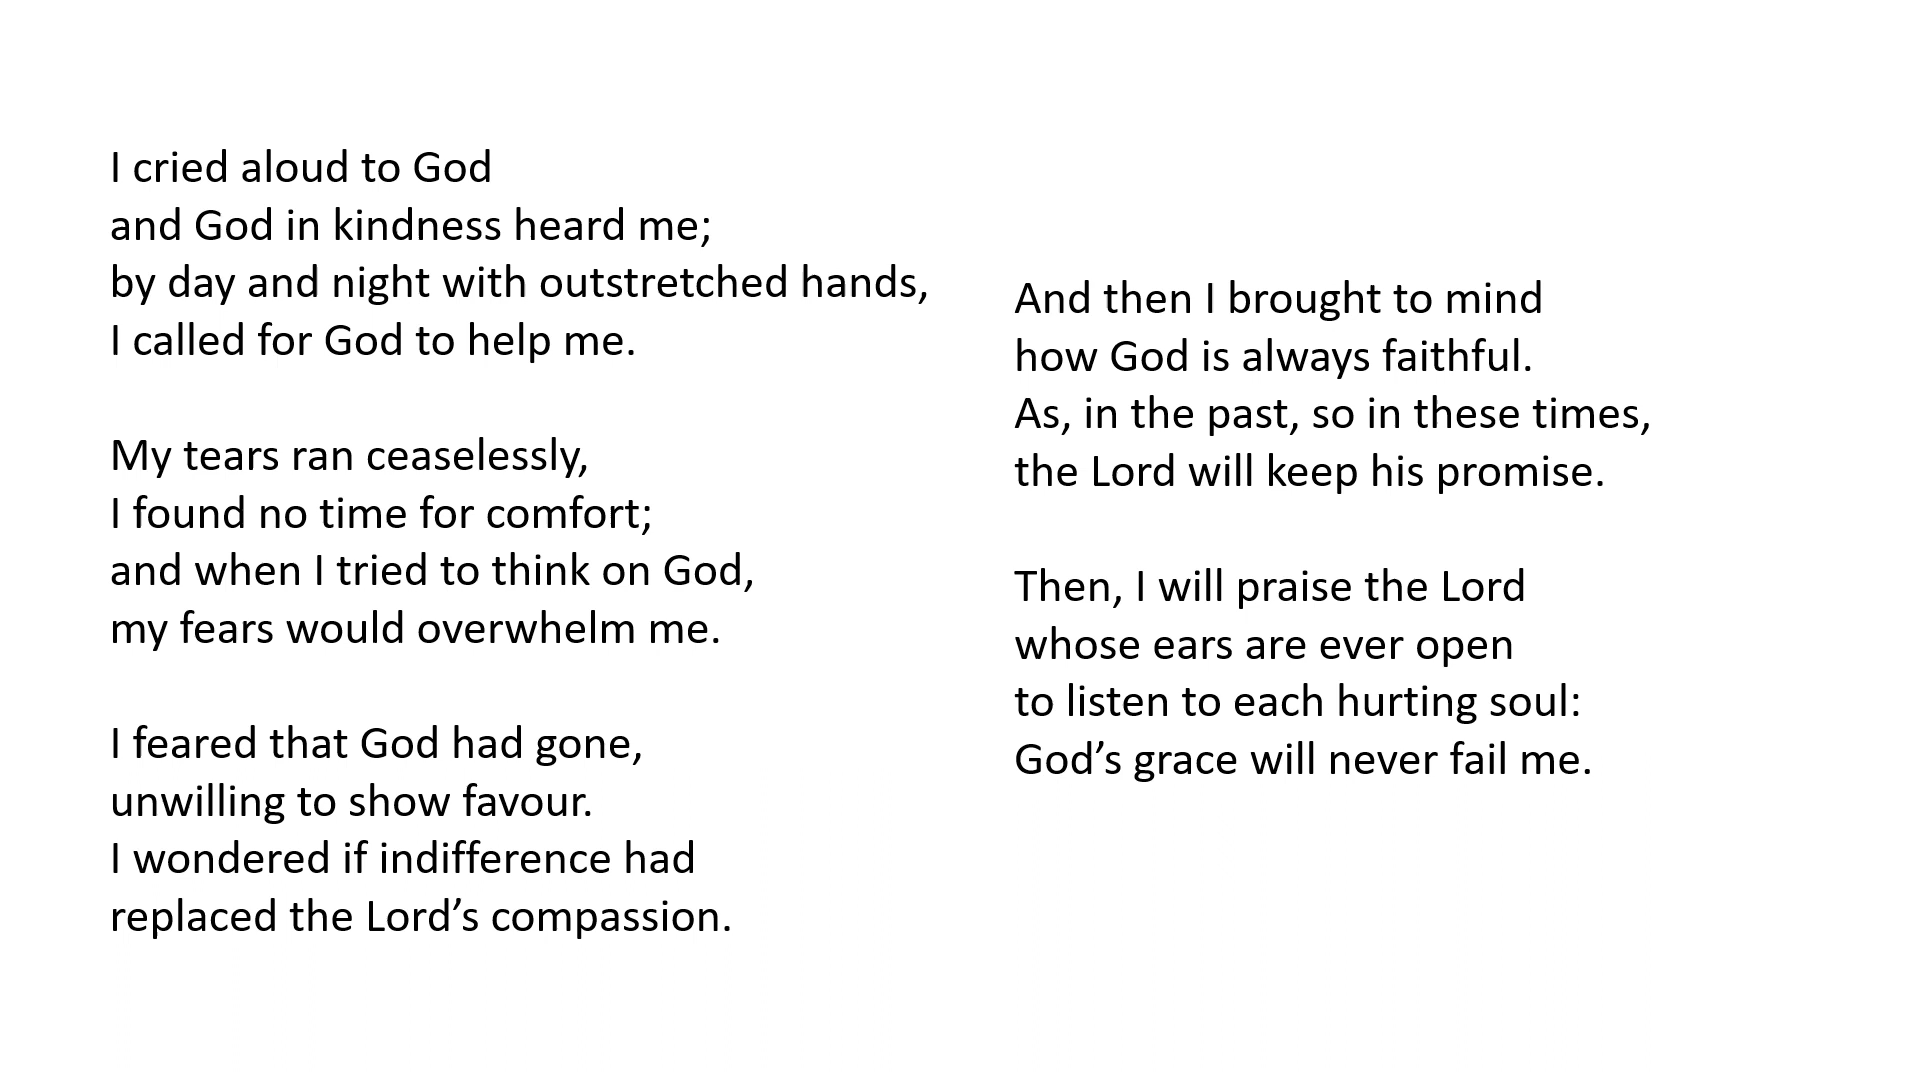 I cried aloud to God
and God in kindness heard me;
by day and night with outstretched hands,
I called for God to help me.

My tears ran ceaselessly,
I found no time for comfort;
and when I tried to think on God,
my fears would overwhelm me.

I feared that God had gone,
unwilling to show favour.
I wondered if indifference had
replaced the Lord’s compassion.

And then I brought to mind
how God is always faithful.
As, in the past, so in these times,
the Lord will keep his promise.

Then, I will praise the Lord
whose ears are ever open
to listen to each hurting soul:
God’s grace will never fail me.